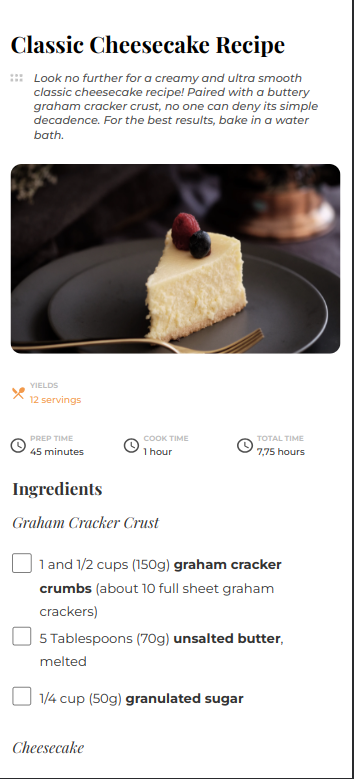 Classic Cheesecake Recipe
Look no further for a creamy and ultra smooth
classic cheesecake recipe! Paired with a buttery
graham cracker crust, no one can deny its simple
decadence. For the best results, bake in a water
bath.
YIELDS
12 servings
PREP TIME COOK TIME TOTAL TIME
45 minutes 1 hour 7,75 hours
Ingredients
Graham Cracker Crust
1 and 1/2 cups (150g) graham cracker
crumbs (about 10 full sheet graham
crackers)
5 Tablespoons (70g) unsalted butter,
melted
1/4 cup (50g) granulated sugar
Cheesecake